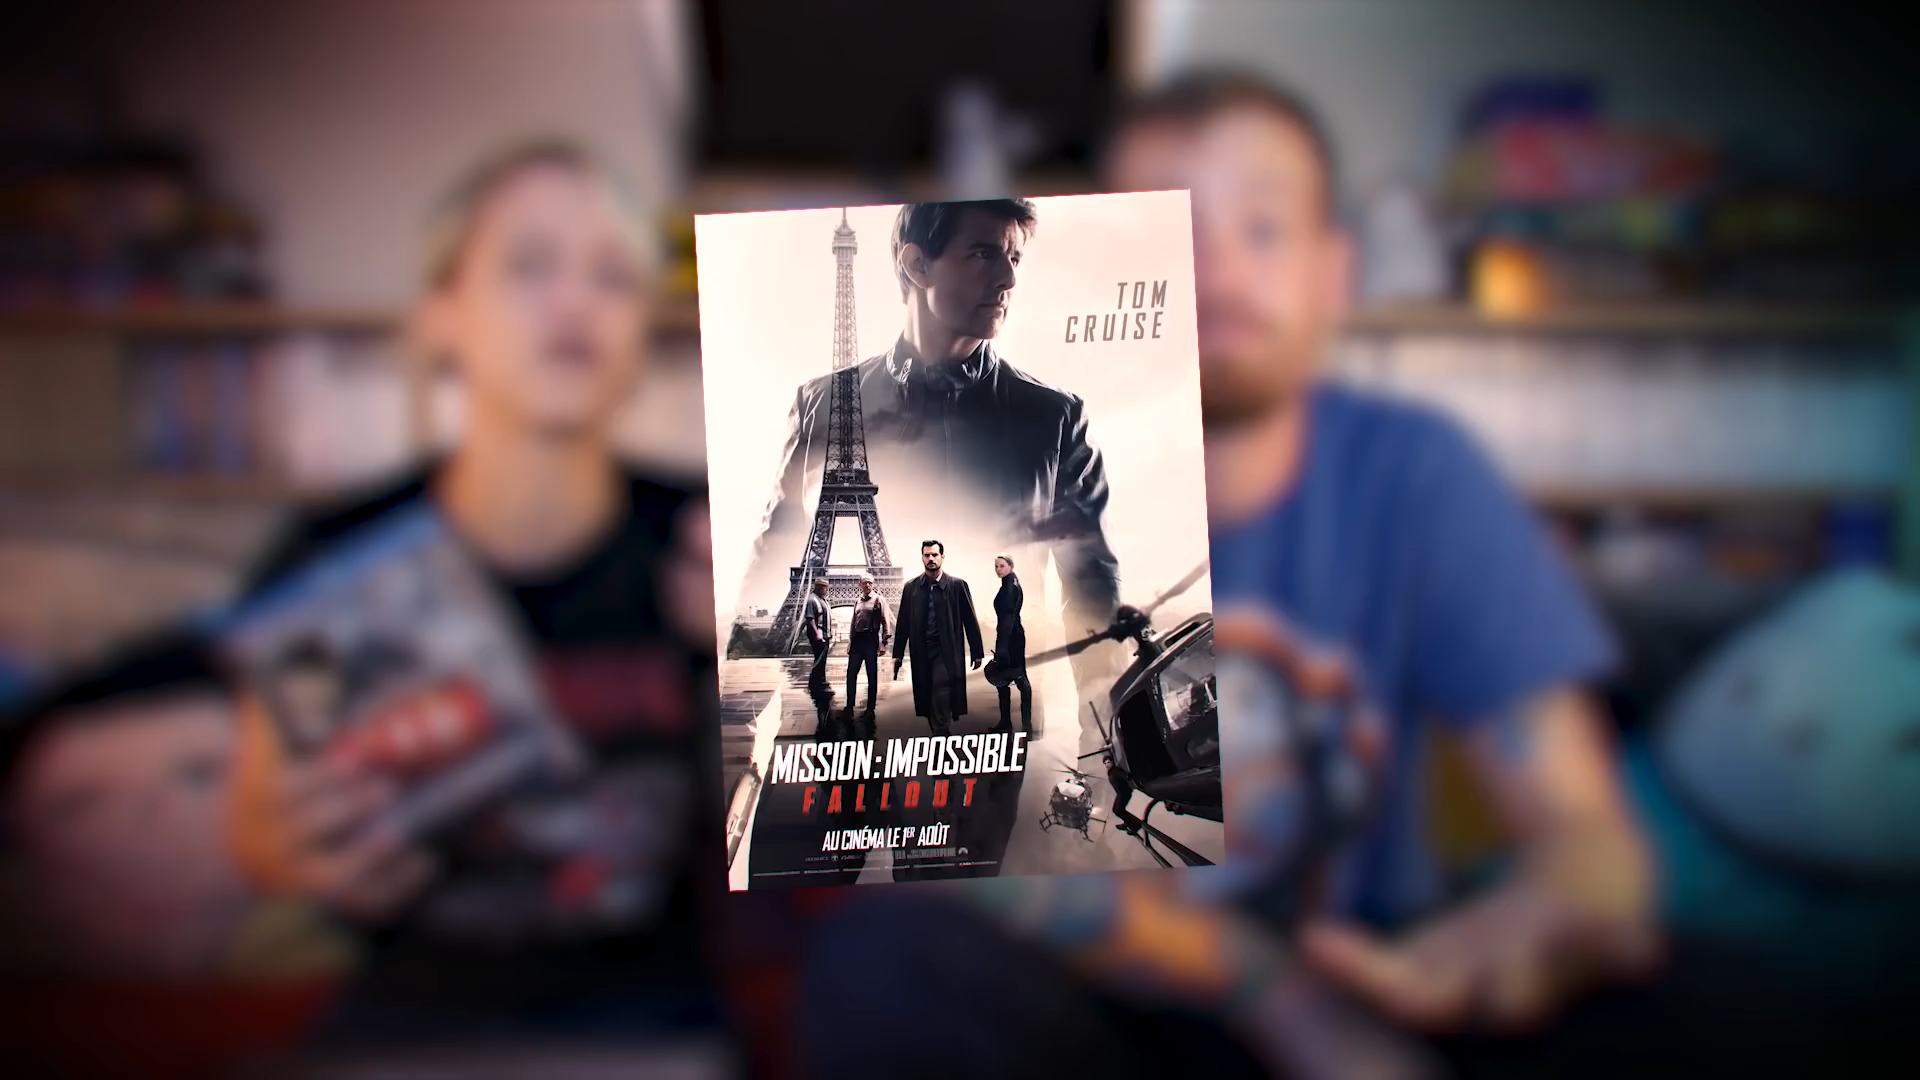 TOM
CRUISE
MISSION: IMPOSSIBLE
FALLOUT
AU CINÉMA LE 1ER AOÛT